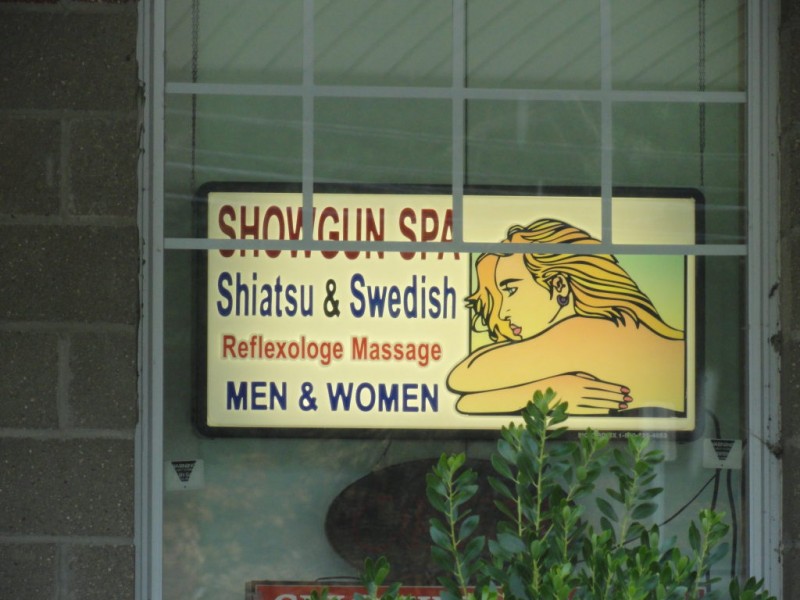 SHOWGUN SPA
Shiatsu & Swedish
Reflexologe Massage
MEN & WOMEN